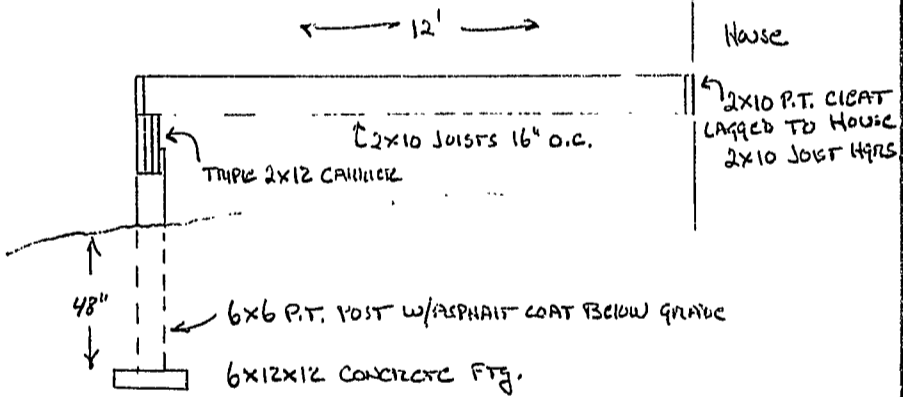 12'
House
2x10 P.T. CLEAT
LAGGED TO HOUSE
2x10 JOIST HGRS
2x10 JOISTS 16" O.C.
TRIPLE 2x12 CARRIER
48"
6x6 P.T. POST W/ASPHALT COAT BELOW GRADE
6x12x12 CONCRETE FTG.